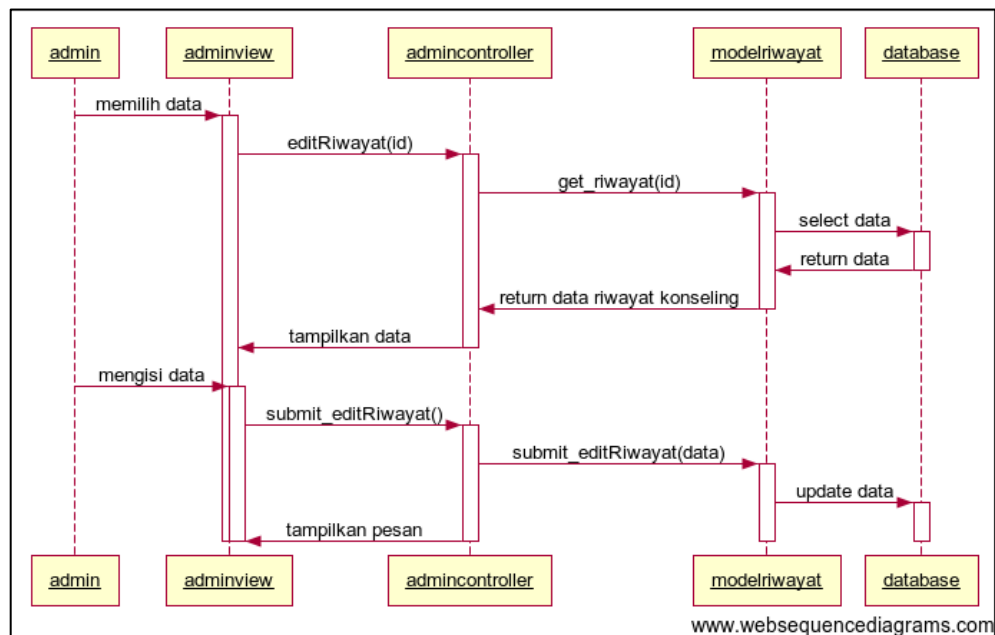 admin
adminview
admincontroller
modelriwayat
database
memilih data
editRiwayat(id)
get_riwayat(id)
select data
return data
return data riwayat konseling
tampilkan data
mengisi data
submit_editRiwayat()
submit_editRiwayat(data)
update data
tampilkan pesan
admin
adminview
admincontroller
modelriwayat
database
www.websequencediagrams.com